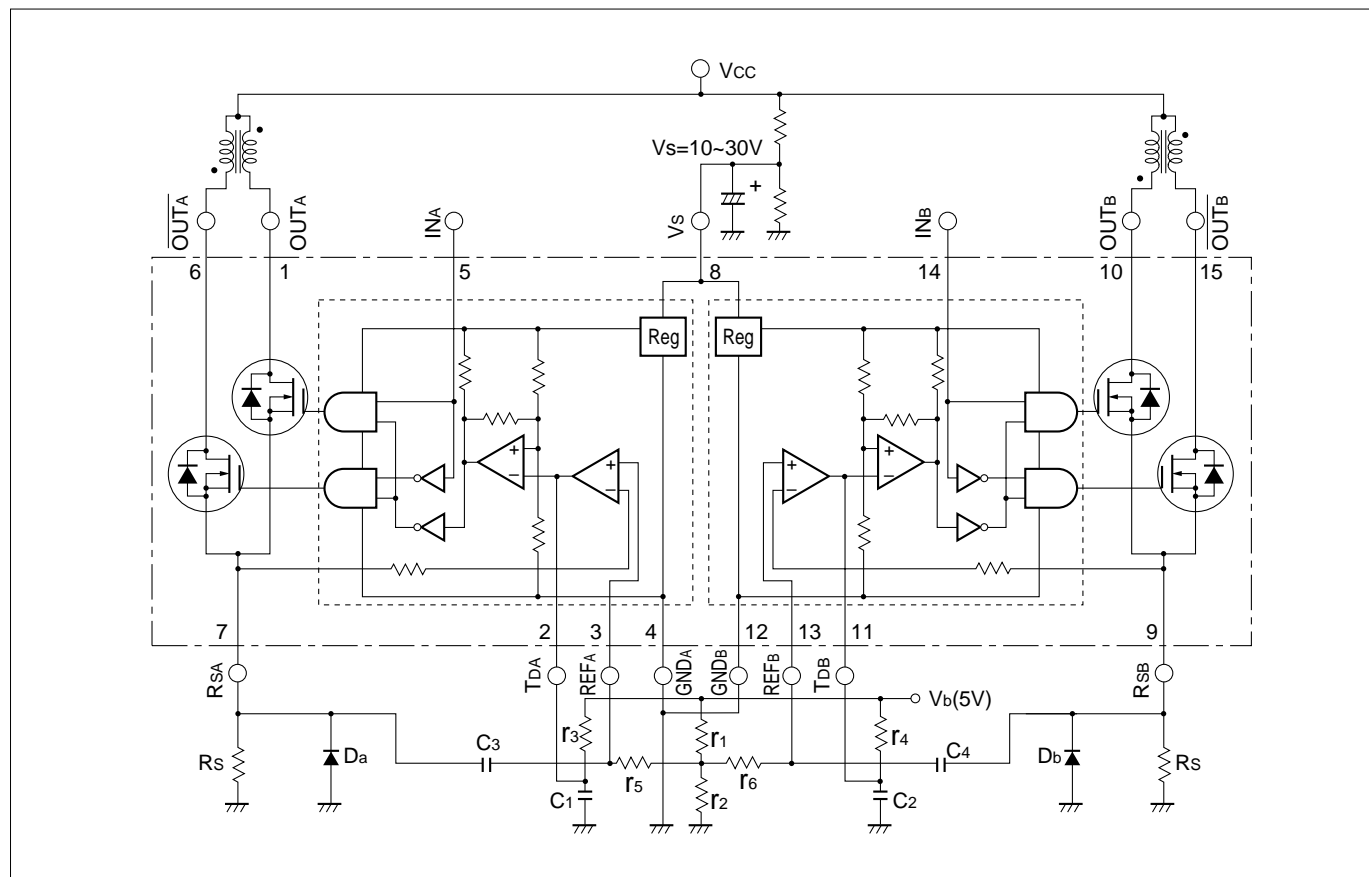 VCC
Vs=10~30V
+
OUTA
OUTA
INA
VS
INB
OUTB
OUTB
6
1
5
8
14
10
15
Reg
Reg
+
−
+
−
+
−
+
−
7
2
3
4
12
13
11
9
RSA
TDA
REFA
GNDA
GNDB
REFB
TDB
RSB
Vb(5V)
r3
r1
r4
C3
C4
RS
Da
r5
r6
Db
RS
C1
r2
C2